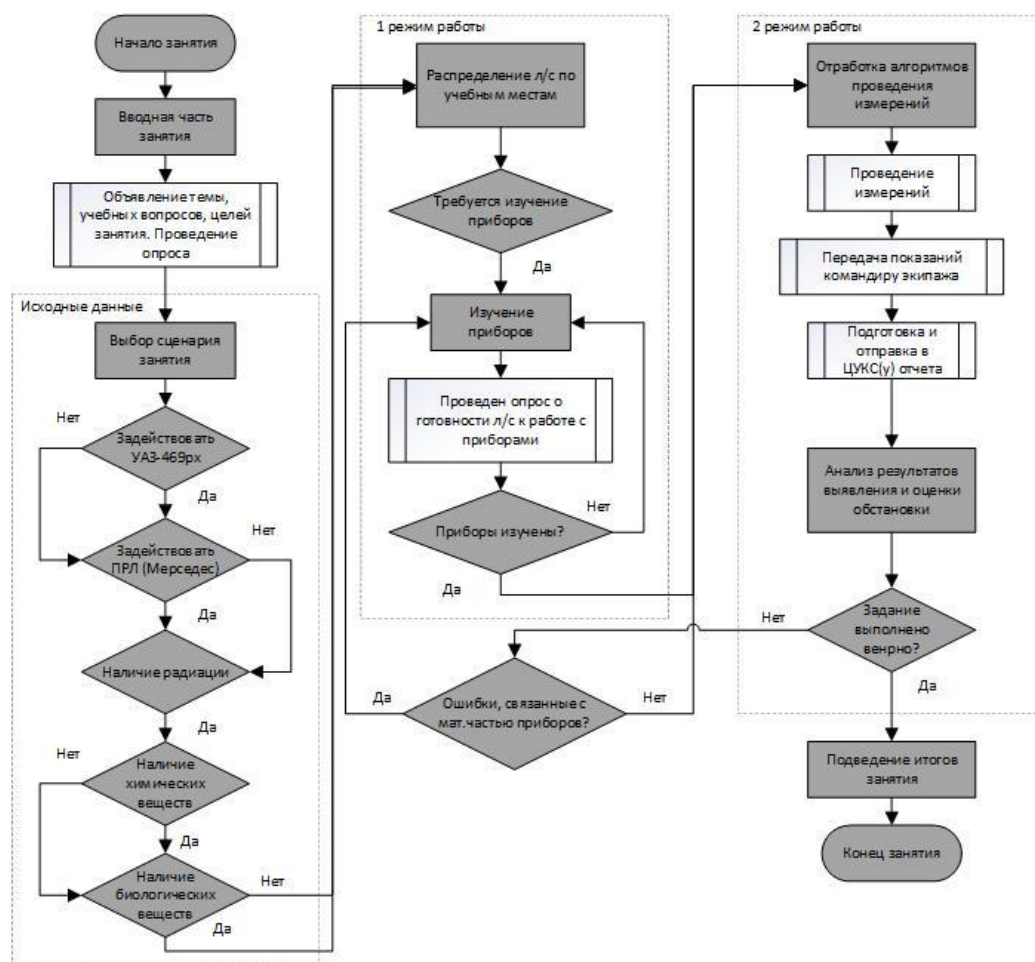 Начало занятия
Вводная часть
занятия
Объявление темы,
учебных вопросов, целей
занятия. Проведение
опроса
Исходные данные
Выбор сценария
занятия
Нет
Задействовать
УАЗ-469рх
Да
Нет
Задействовать
ПРЛ (Мерседес)
Да
Наличие радиации
Да
Нет
Наличие
химических
веществ
Да
Наличие
биологических
веществ
Нет
Да
1 режим работы
Распределение л/с по
учебным местам
Требуется изучение
приборов
Да
Изучение
приборов
Проведен опрос о
готовности л/с к работе с
приборами
Приборы изучены?
Нет
Да
Ошибки, связанные с
мат.частью приборов?
Да
Нет
2 режим работы
Отработка алгоритмов
проведения
измерений
Проведение
измерений
Передача показаний
командиру экипажа
Подготовка и
отправка в
ЦУКС(у) отчета
Анализ результатов
выявления и оценки
обстановки
Задание
выполнено
венрно?
Нет
Да
Подведение итогов
занятия
Конец занятия